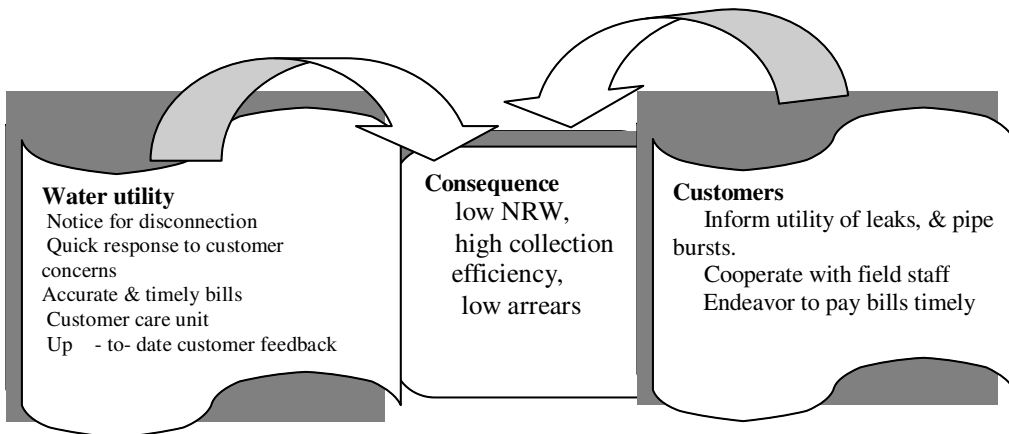 Water utility
Notice for disconnection
Quick response to customer
concerns
Accurate & timely bills
Customer care unit
Up - to- date customer feedback
Consequence
low NRW,
high collection
efficiency,
low arrears
Customers
Inform utility of leaks, & pipe
bursts.
Cooperate with field staff
Endeavor to pay bills timely